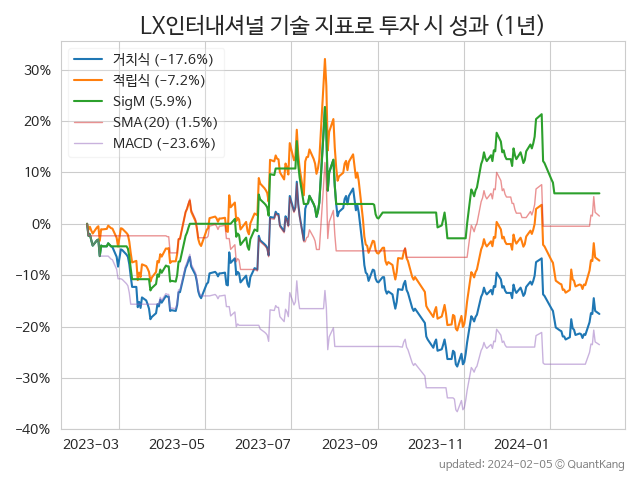 LX인터내셔널 기술 지표로 투자 시 성과 (1년)
거치식 (−17.6%)
적립식 (−7.2%)
SigM (5.9%)
SMA(20) (1.5%)
MACD (−23.6%)
30%
20%
10%
0%
−10%
−20%
−30%
−40%
2023-03 2023-05 2023-07 2023-09 2023-11 2024-01
updated: 2024-02-05 © QuantKang